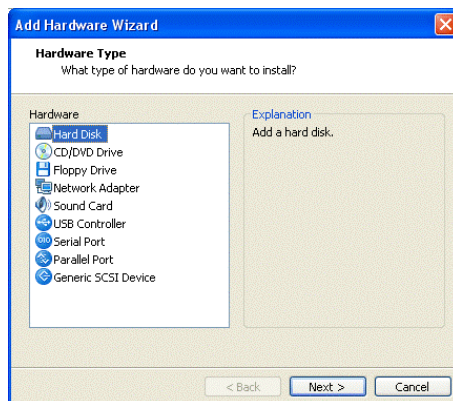 Add Hardware Wizard
Hardware Type
What type of hardware do you want to install?
Hardware
Hard Disk
CD/DVD Drive
Floppy Drive
Network Adapter
Sound Card
USB Controller
Serial Port
Parallel Port
Generic SCSI Device
Explanation
Add a hard disk.
< Back
Next >
Cancel